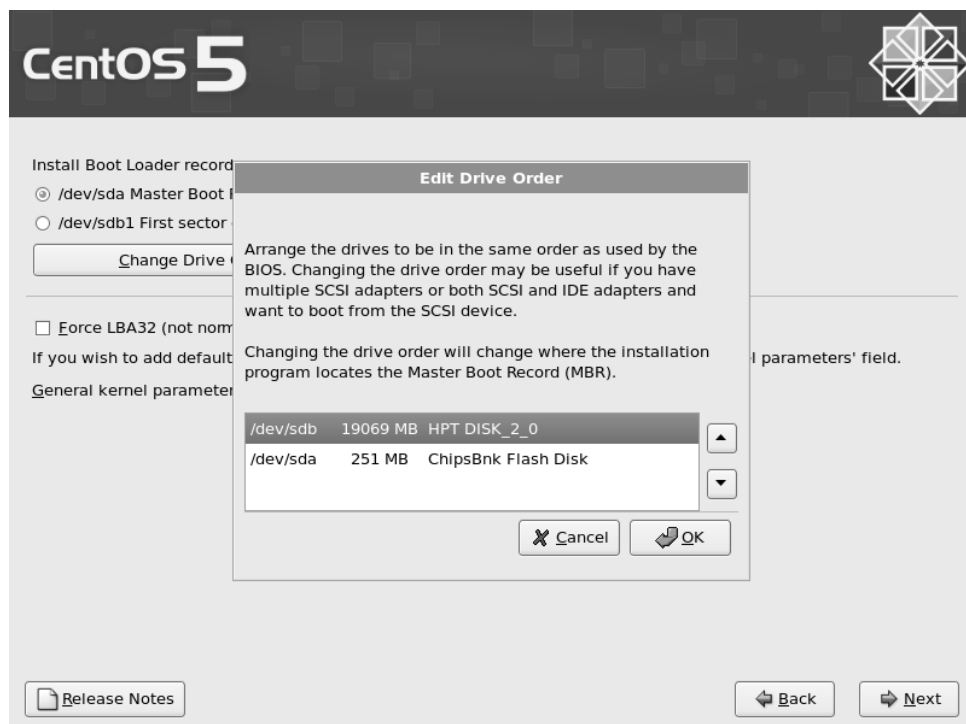 CentOS 5
Install Boot Loader record
/dev/sda Master Boot
/dev/sdb1 First sector
Change Drive
Force LBA32 (not norm
If you wish to add default
l parameters' field.
General kernel parameter
Edit Drive Order
Arrange the drives to be in the same order as used by the
BIOS. Changing the drive order may be useful if you have
multiple SCSI adapters or both SCSI and IDE adapters and
want to boot from the SCSI device.
Changing the drive order will change where the installation
program locates the Master Boot Record (MBR).
/dev/sdb 19069 MB HPT DISK_2_0
/dev/sda 251 MB ChipsBnk Flash Disk
Cancel
OK
Release Notes
Back
Next